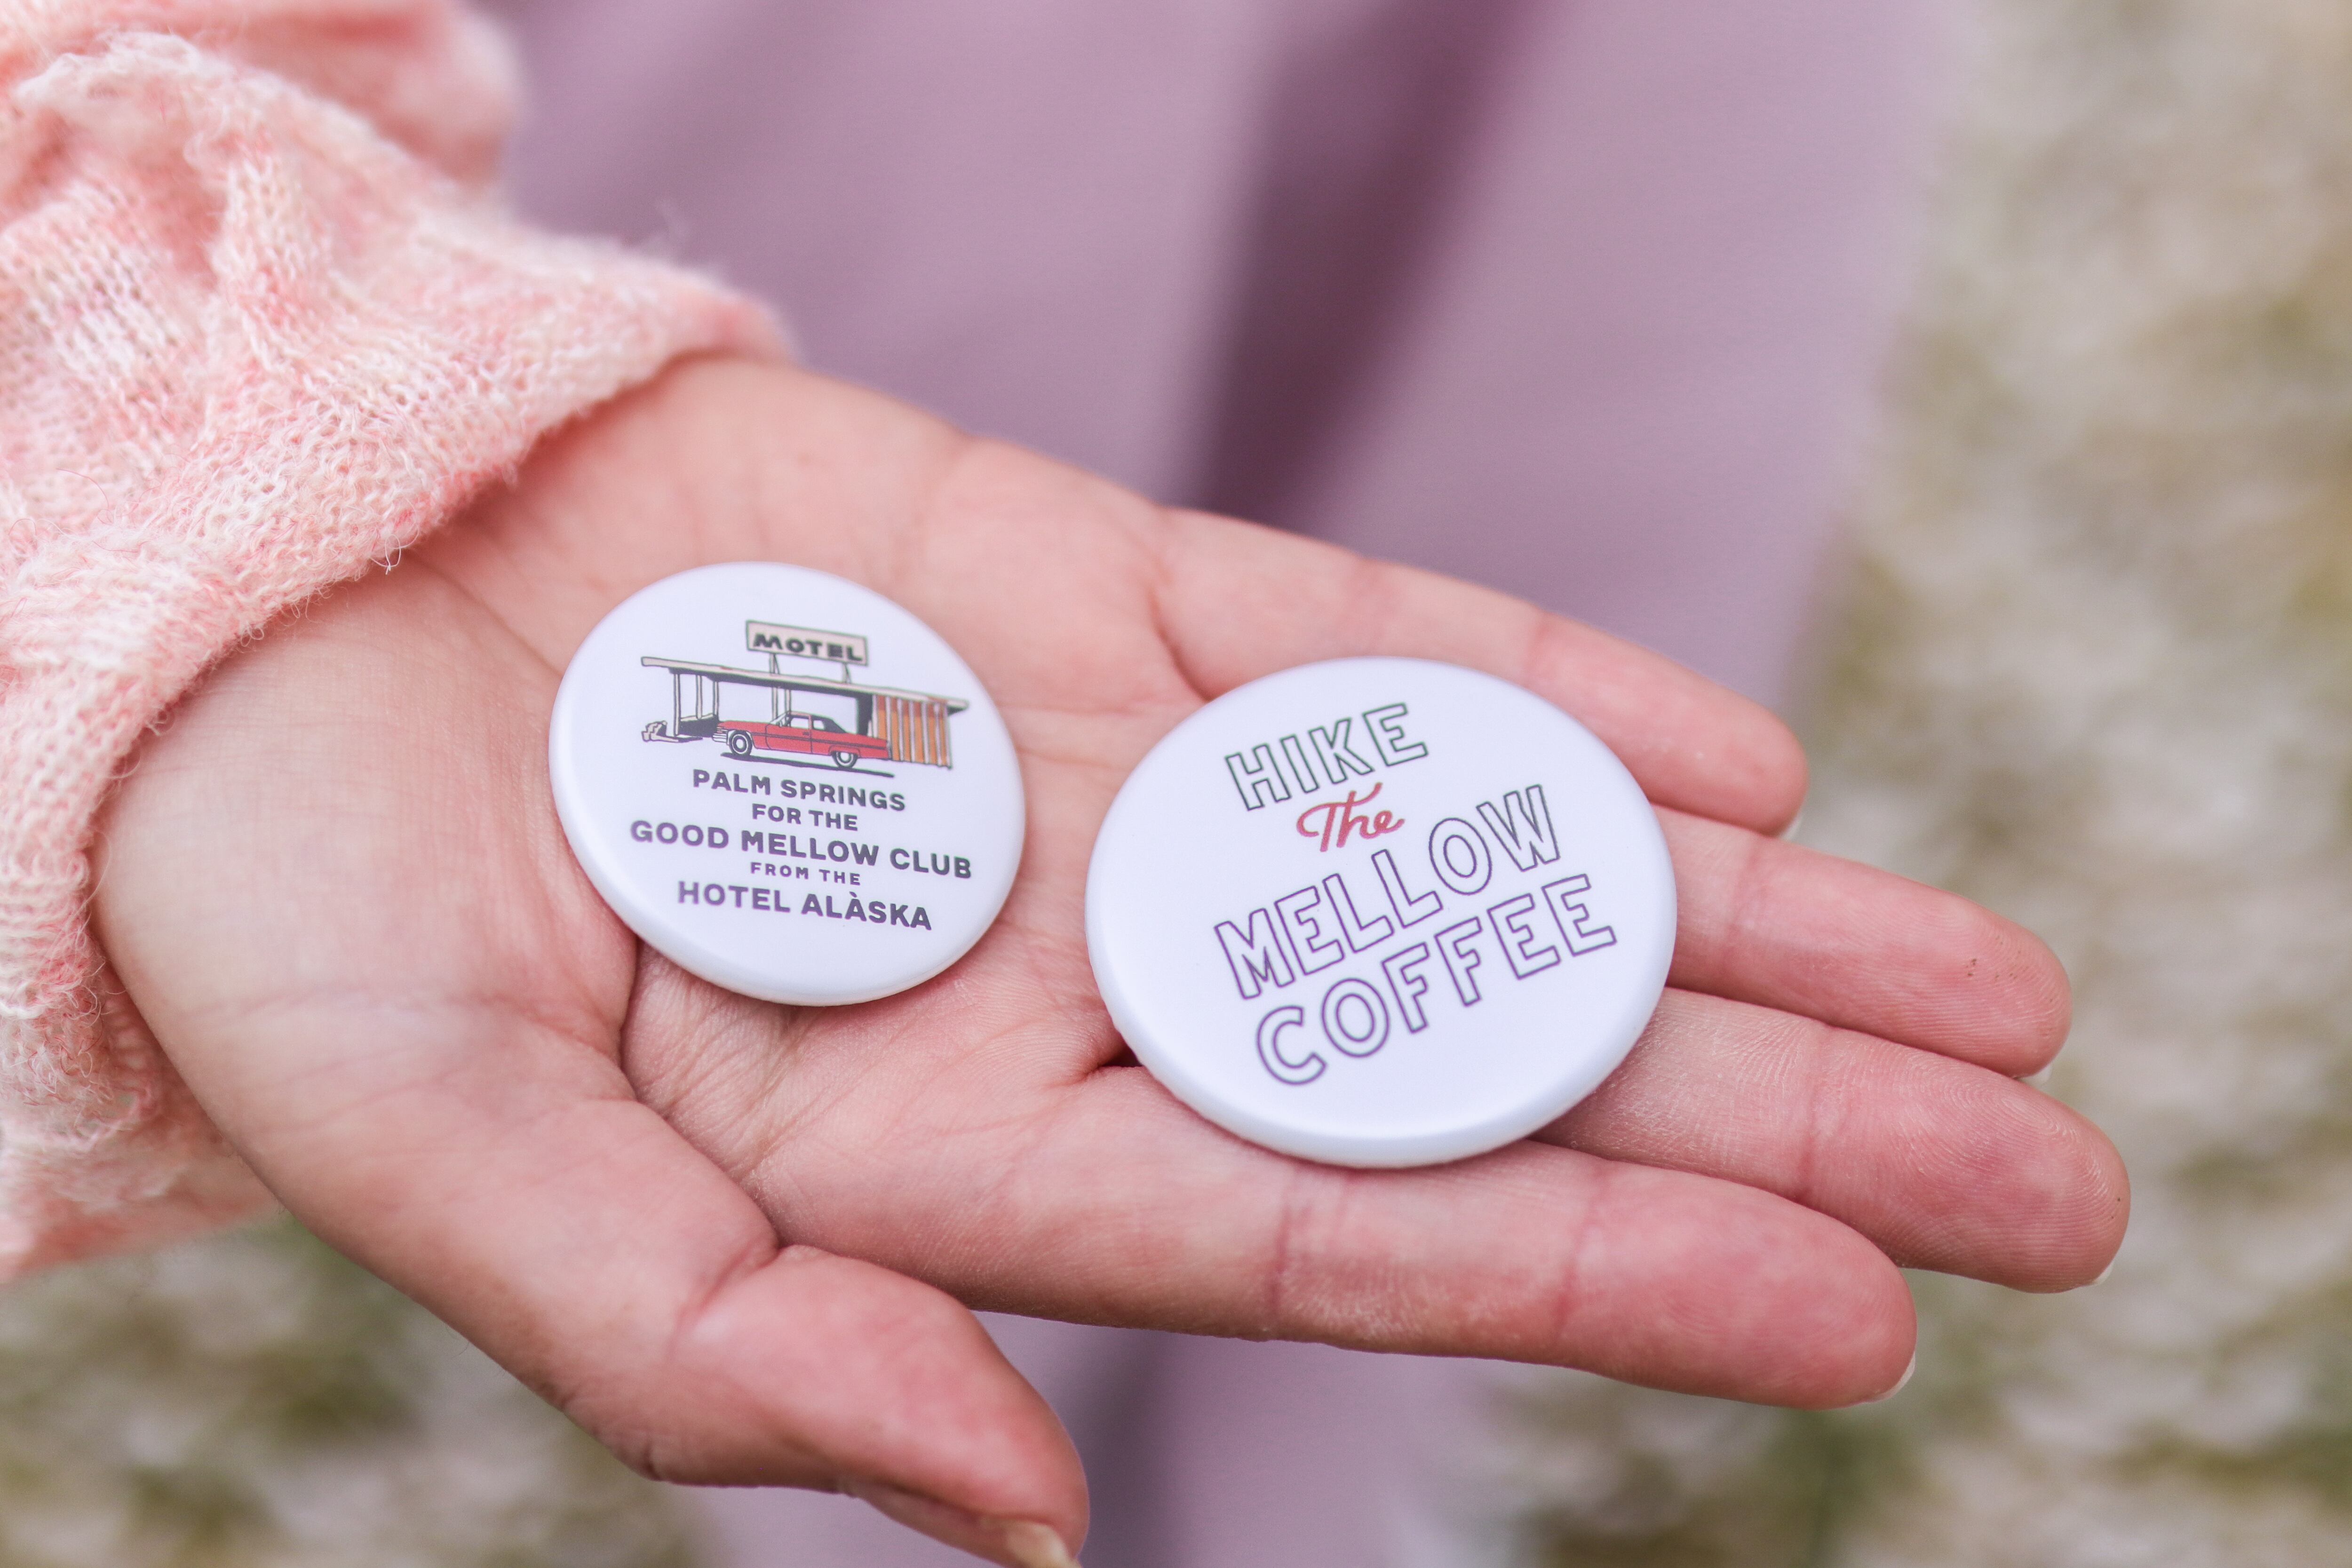 MOTEL
PALM SPRINGS
FOR THE
GOOD MELLOW CLUB
FROM THE
HOTEL ALÀSKA
HIKE
The
MELLOW
COFFEE